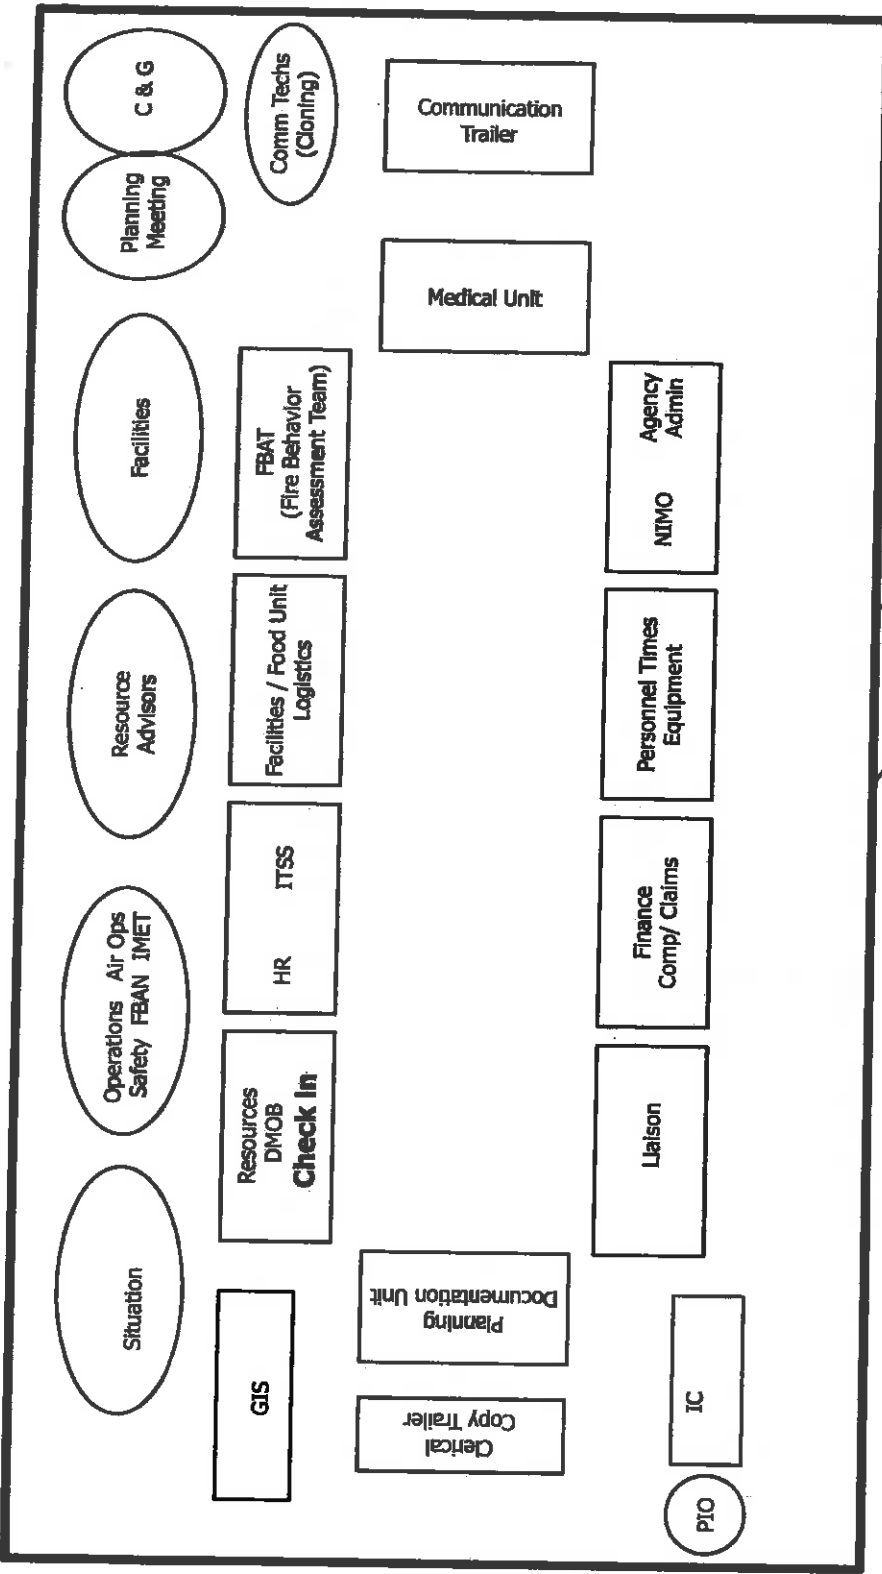 C & G
Planning
Meeting
Comm Techs
(Cloning)
Communication
Trailer
Medical Unit
Facilities
FBAT
(Fire Behavior
Assessment Team)
Agency
Admin
NIMO
Resource
Advisors
Facilities / Food Unit
Logistics
Personnel Times
Equipment
Operations Air Ops
Safety FBAN IMET
HR ITSS
Finance
Comp/ Claims
Resources
DMOB
Check In
Liaison
Situation
GIS
Planning
Documentation Unit
Clerical
Copy Trailer
IC
PIO